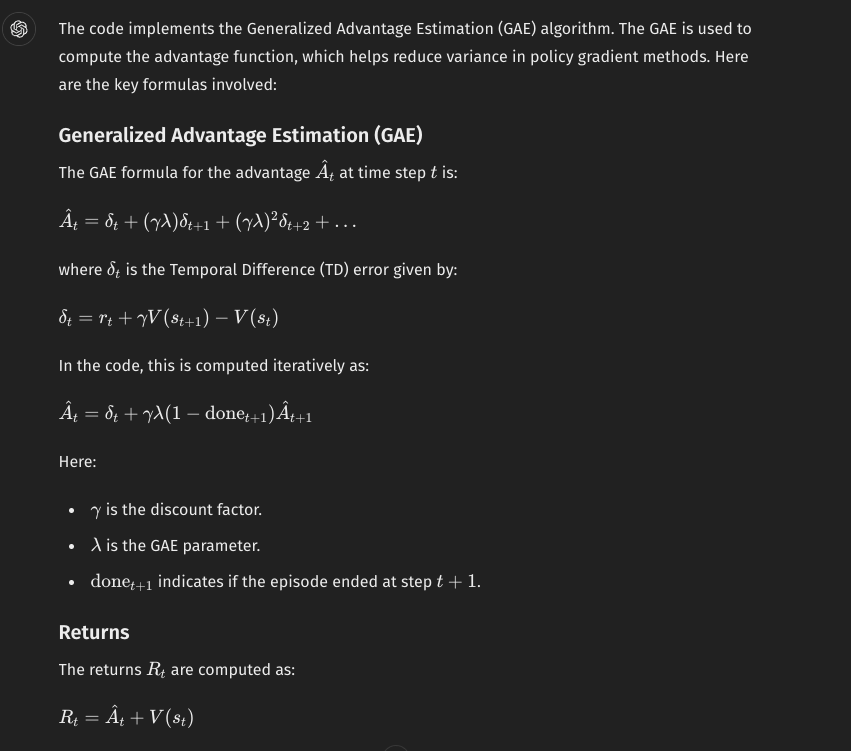 The code implements the Generalized Advantage Estimation (GAE) algorithm. The GAE is used to
compute the advantage function, which helps reduce variance in policy gradient methods. Here
are the key formulas involved:
Generalized Advantage Estimation (GAE)
The GAE formula for the advantage Â_t at time step t is:
Â_t = δ_t + (γλ)δ_{t+1} + (γλ)^2δ_{t+2} + …
where δ_t is the Temporal Difference (TD) error given by:
δ_t = r_t + γV(s_{t+1}) − V(s_t)
In the code, this is computed iteratively as:
Â_t = δ_t + γλ(1 − done_{t+1})Â_{t+1}
Here:
• γ is the discount factor.
• λ is the GAE parameter.
• done_{t+1} indicates if the episode ended at step t + 1.
Returns
The returns R_t are computed as:
R_t = Â_t + V(s_t)